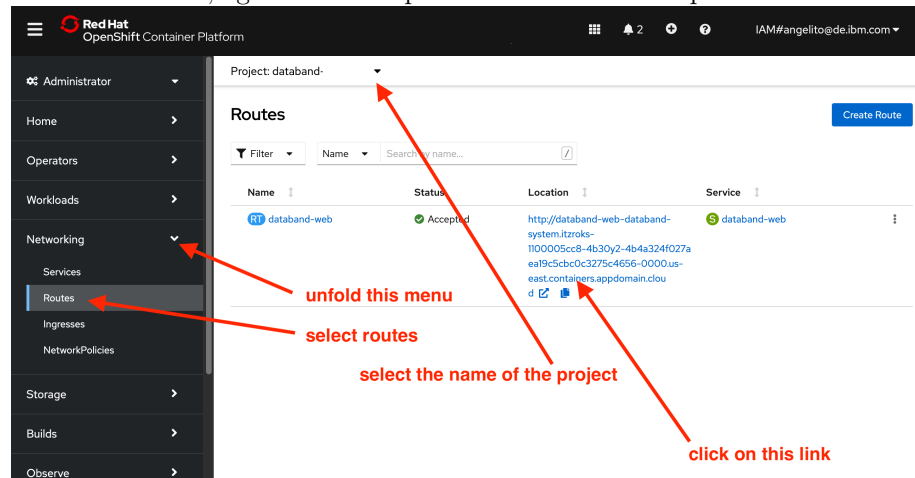 Red Hat
OpenShift Container Platform
2
IAM#angelito@de.ibm.com
Administrator
Home
Operators
Workloads
Networking
Services
Routes
Ingresses
NetworkPolicies
Storage
Builds
Observe
Project: databand-
Routes
Create Route
Filter
Name
Search by name...
/
Name
Status
Location
Service
RT databand-web
Accepted
http://databand-web-databand-
system.itzroks-
1100005cc8-4b30y2-4b4a324f027a
ea19c5cbc0c3275c4656-0000.us-
east.containers.appdomain.clou
d
S databand-web
unfold this menu
select routes
select the name of the project
click on this link